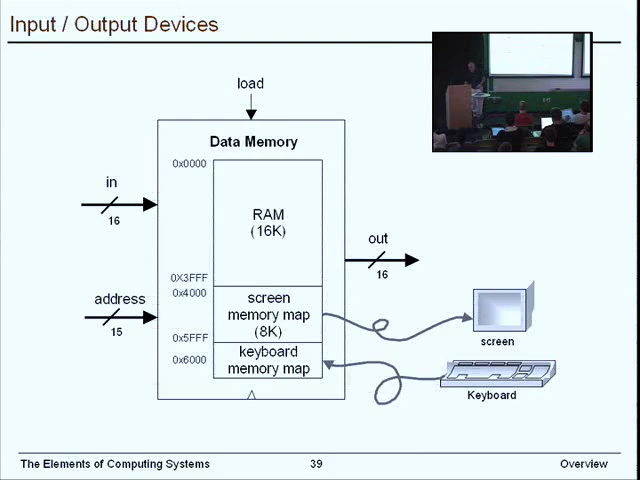 Input / Output Devices
load
Data Memory
0x0000
in
16
RAM
(16K)
out
16
0X3FFF
0x4000
address
15
screen
memory map
(8K)
0x5FFF
screen
0x6000
keyboard
memory map
Keyboard
The Elements of Computing Systems
39
Overview